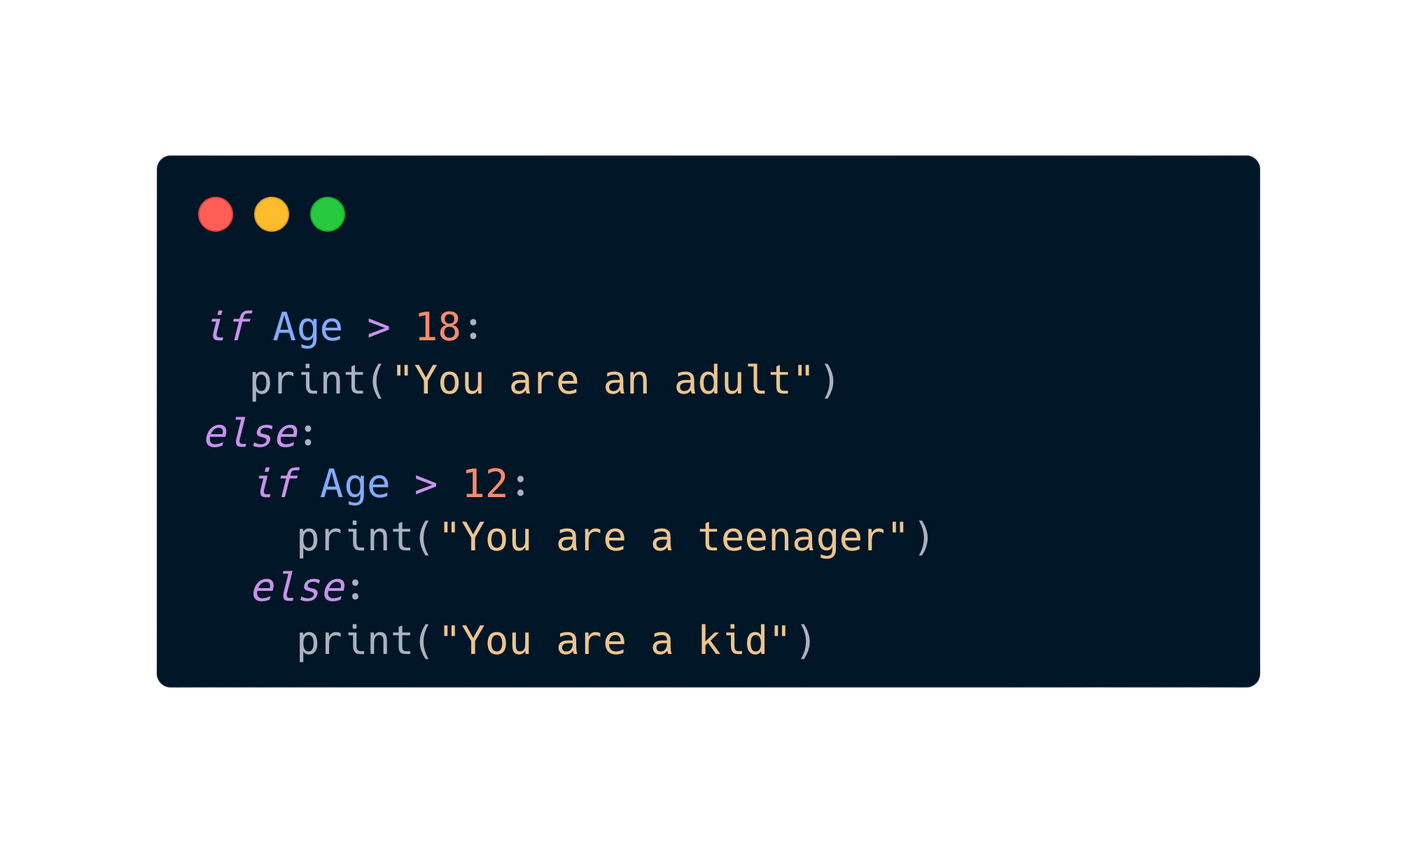 if Age > 18:
  print("You are an adult")
else:
  if Age > 12:
    print("You are a teenager")
  else:
    print("You are a kid")